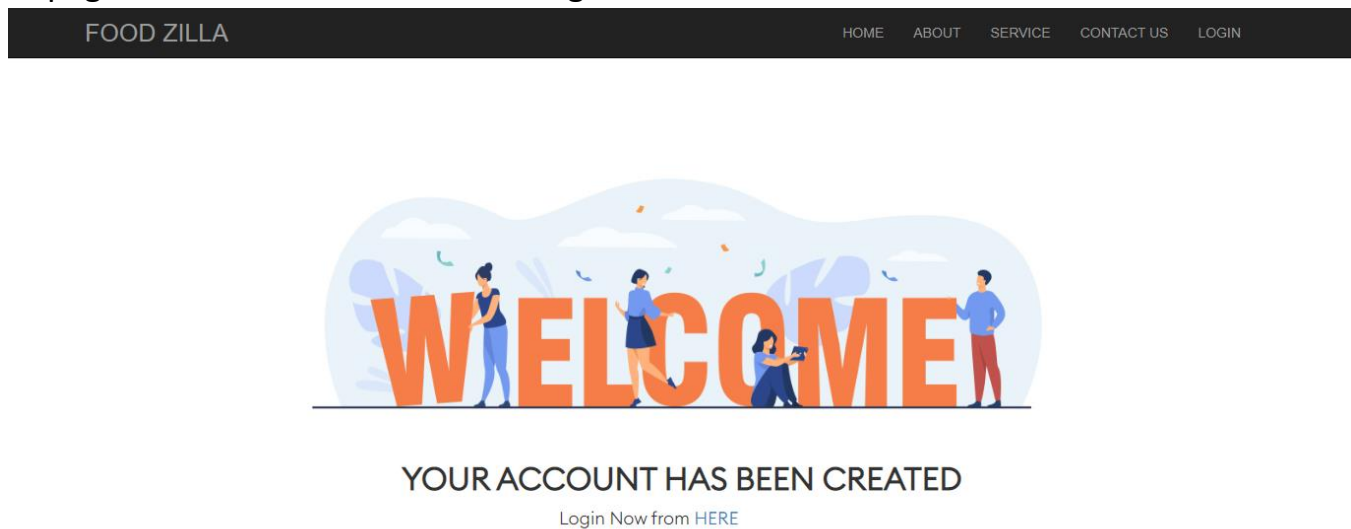 FOOD ZILLA HOME ABOUT SERVICE CONTACT US LOGIN
WELCOME
YOUR ACCOUNT HAS BEEN CREATED
Login Now from HERE